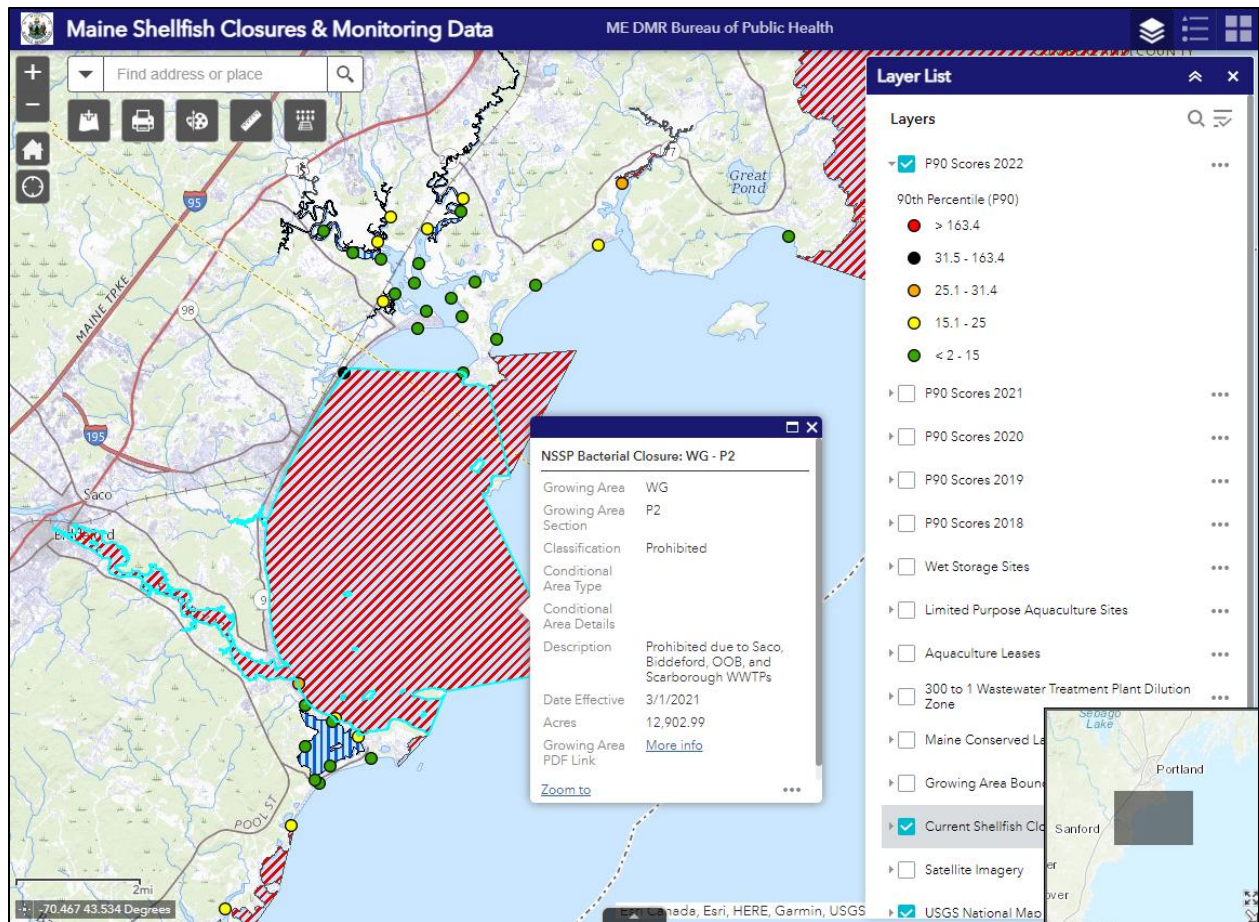 Maine Shellfish Closures & Monitoring Data
ME DMR Bureau of Public Health
+
Find address or place
−
COUNTY
Layer List
Layers
P90 Scores 2022
90th Percentile (P90)
> 163.4
31.5 - 163.4
25.1 - 31.4
15.1 - 25
< 2 - 15
P90 Scores 2021
P90 Scores 2020
P90 Scores 2019
P90 Scores 2018
Wet Storage Sites
Limited Purpose Aquaculture Sites
Aquaculture Leases
300 to 1 Wastewater Treatment Plant Dilution
Zone
Maine Conserved La
Growing Area Boun
Current Shellfish Clo
Satellite Imagery
USGS National Map
Great
Pond
95
MAINE TPKE
98
195
Saco
Biddeford
9
POOL ST
NSSP Bacterial Closure: WG - P2
Growing Area WG
Growing Area
Section P2
Classification Prohibited
Conditional
Area Type
Conditional
Area Details
Description Prohibited due to Saco,
Biddeford, OOB, and
Scarborough WWTPs
Date Effective 3/1/2021
Acres 12,902.99
Growing Area
PDF Link More info
Zoom to
Sebago
Lake
Portland
Sanford
er
over
2mi
-70.467 43.534 Degrees
Esri Canada, Esri, HERE, Garmin, USGS